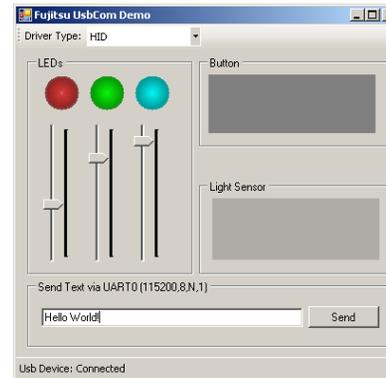 Fujitsu UsbCom Demo
Driver Type: HID
LEDs
Button
Light Sensor
Send Text via UART0 (115200,8,N,1)
Hello World!
Send
Usb Device: Connected